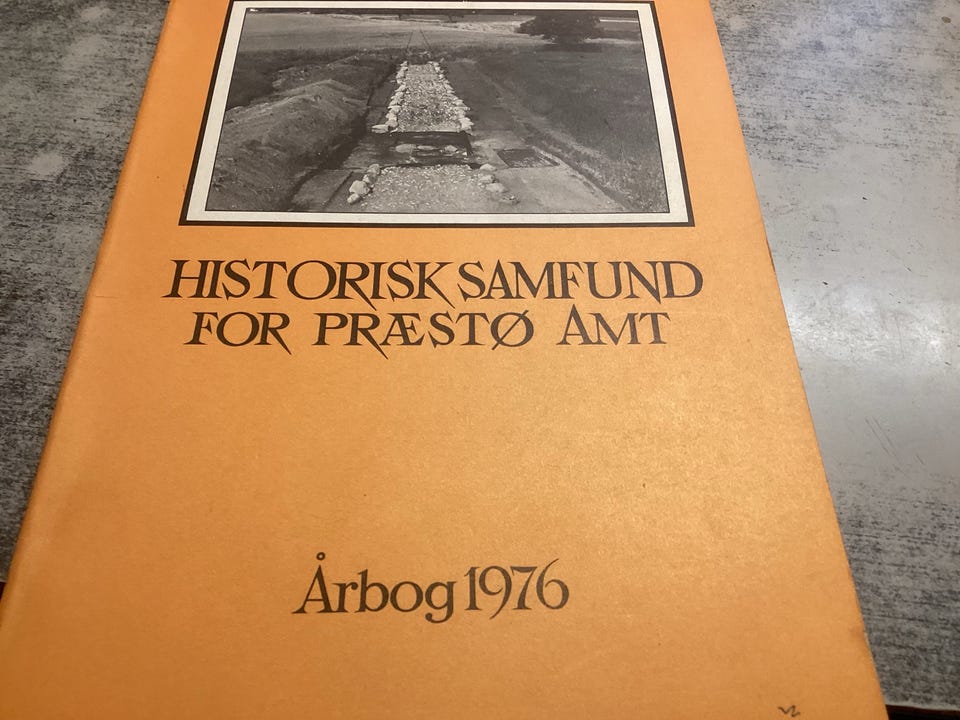 HISTORISK SAMFUND
FOR PRÆSTØ AMT
Årbog 1976